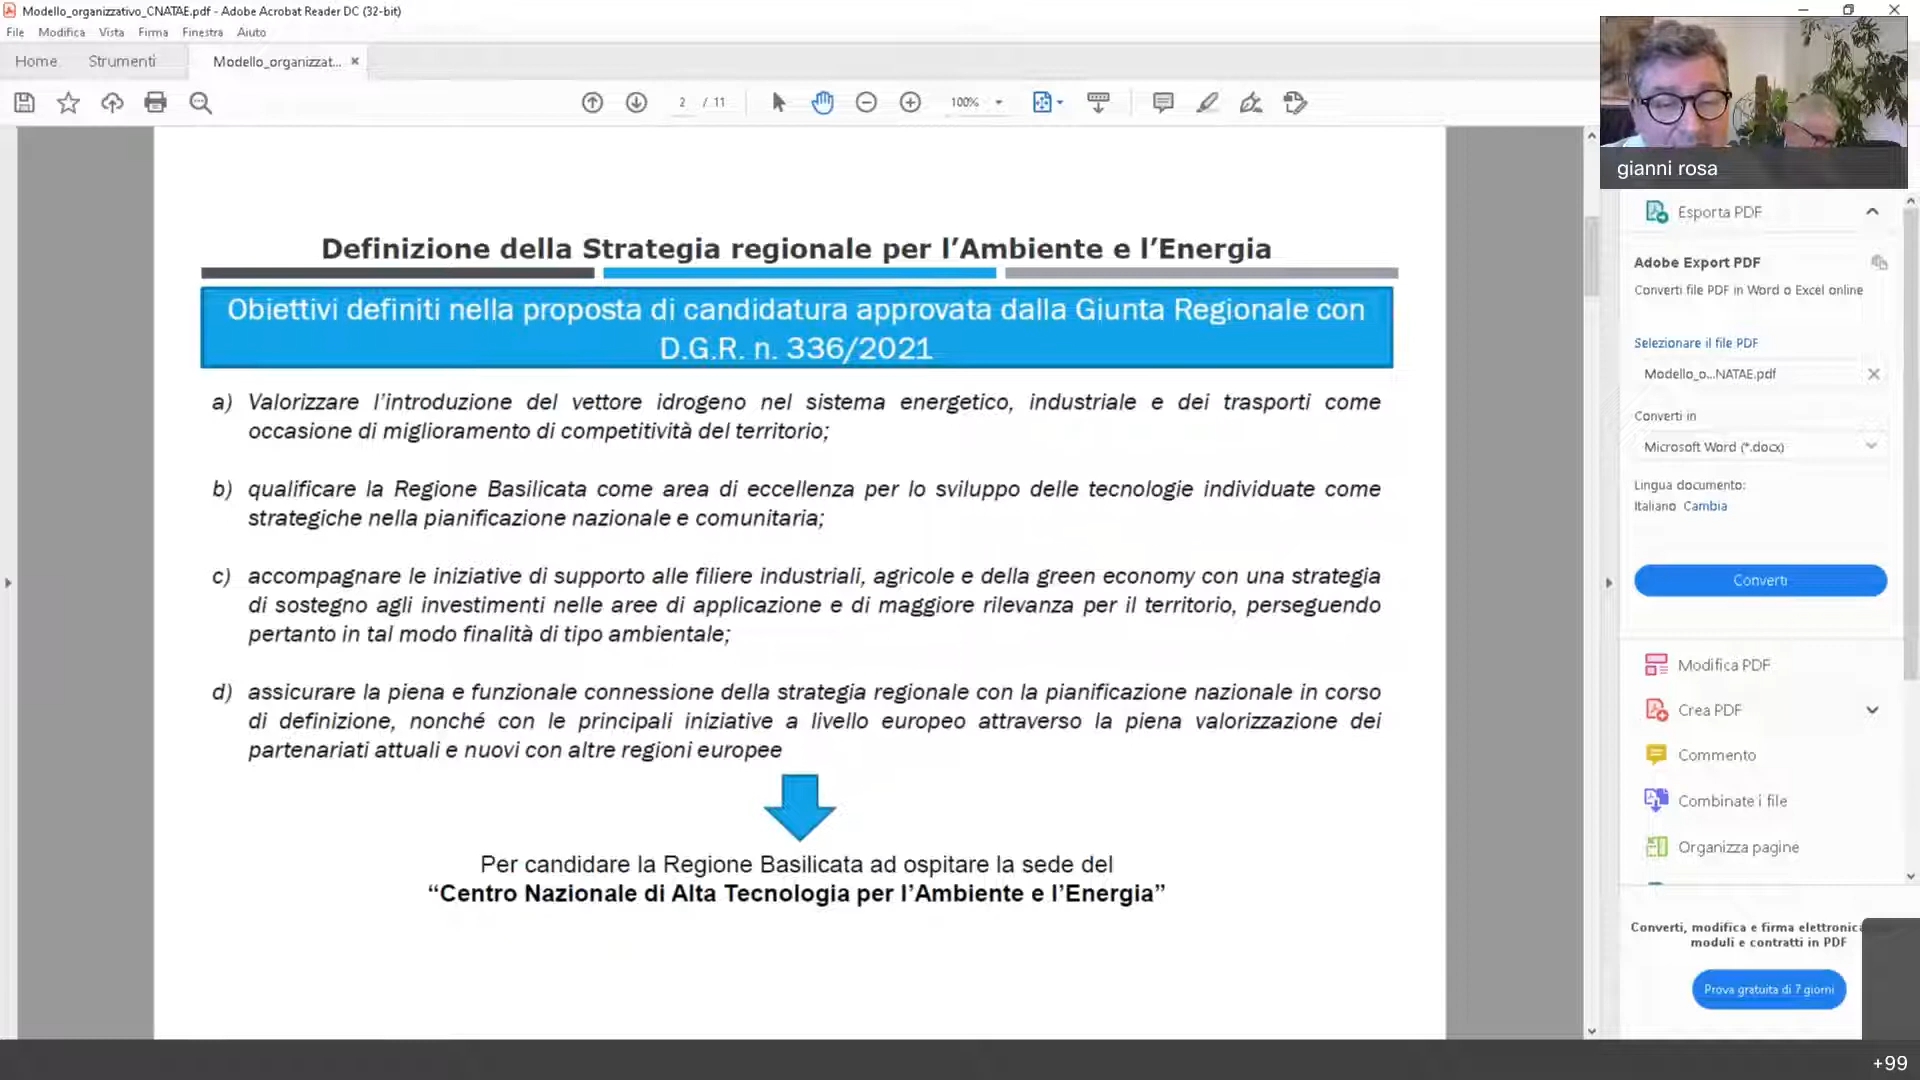 Modello_organizzativo_CNATAE.pdf - Adobe Acrobat Reader DC (32-bit)
File Modifica Vista Firma Finestra Aiuto
Home Strumenti Modello_organizzat...
2 / 11
100%
gianni rosa
Definizione della Strategia regionale per l’Ambiente e l’Energia
Obiettivi definiti nella proposta di candidatura approvata dalla Giunta Regionale con
D.G.R. n. 336/2021
a) Valorizzare l’introduzione del vettore idrogeno nel sistema energetico, industriale e dei trasporti come
occasione di miglioramento di competitività del territorio;
b) qualificare la Regione Basilicata come area di eccellenza per lo sviluppo delle tecnologie individuate come
strategiche nella pianificazione nazionale e comunitaria;
c) accompagnare le iniziative di supporto alle filiere industriali, agricole e della green economy con una strategia
di sostegno agli investimenti nelle aree di applicazione e di maggiore rilevanza per il territorio, perseguendo
pertanto in tal modo finalità di tipo ambientale;
d) assicurare la piena e funzionale connessione della strategia regionale con la pianificazione nazionale in corso
di definizione, nonché con le principali iniziative a livello europeo attraverso la piena valorizzazione dei
partenariati attuali e nuovi con altre regioni europee
Per candidare la Regione Basilicata ad ospitare la sede del
“Centro Nazionale di Alta Tecnologia per l’Ambiente e l’Energia”
Esporta PDF
Adobe Export PDF
Converti file PDF in Word o Excel online
Selezionare il file PDF
Modello_o...NATAE.pdf
Converti in
Microsoft Word (*.docx)
Lingua documento:
Italiano Cambia
Converti
Modifica PDF
Crea PDF
Commento
Combinate i file
Organizza pagine
Converti, modifica e firma elettronica
moduli e contratti in PDF
Prova gratuita di 7 giorni
+99